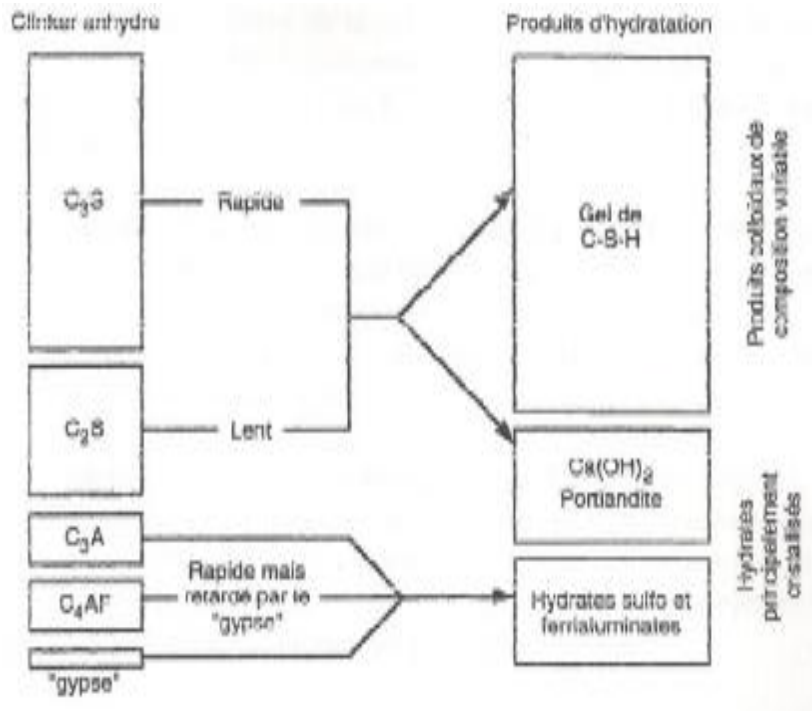 Clinker anhydre
Produits d'hydratation
C₃S
Rapide
Gel de
C-S-H
Produits colloïdaux de
composition variable
C₂S
Lent
Ca(OH)₂
Portlandite
Hydrates
principalement
cristallisés
C₃A
Rapide mais
retardé par le
"gypse"
C₄AF
Hydrates sulfo et
ferrialuminates
"gypse"